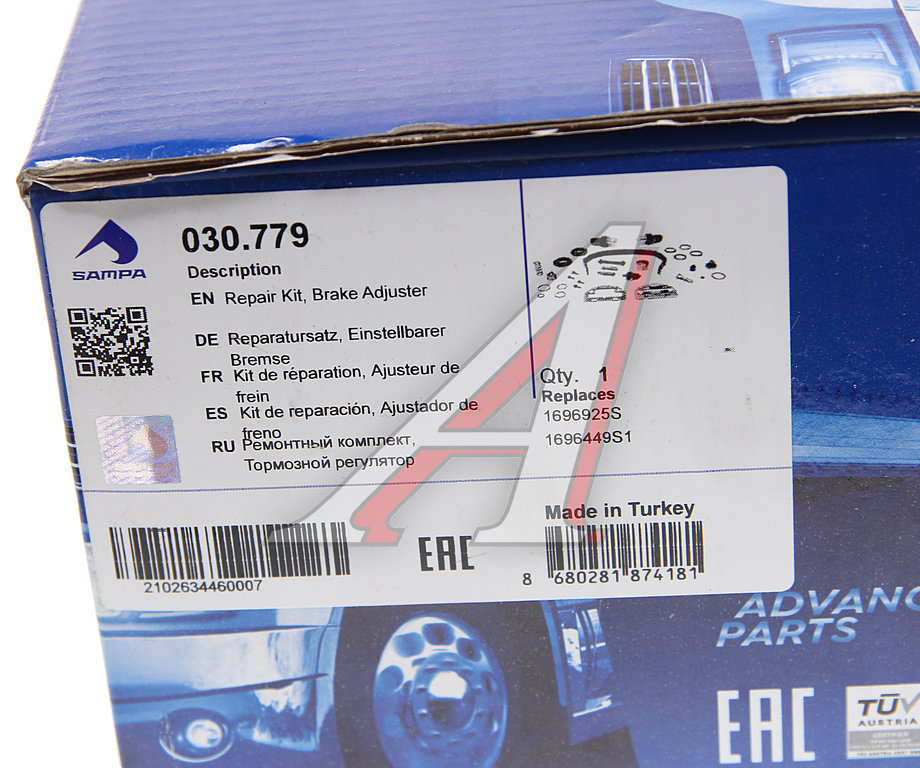 SAMPA
030.779
Description
EN Repair Kit, Brake Adjuster
DE Reparatursatz, Einstellbarer
Bremse
FR Kit de réparation, Ajusteur de
frein
ES Kit de reparación, Ajustador de
freno
RU Ремонтный комплект,
Тормозной регулятор
Qty. 1
Replaces
1696925S
1696449S1
Made in Turkey
2102634460007
EAC
8 680281 874181
ADVANC
PARTS
EAC
TÜV
AUSTRIA
CERTIFIED